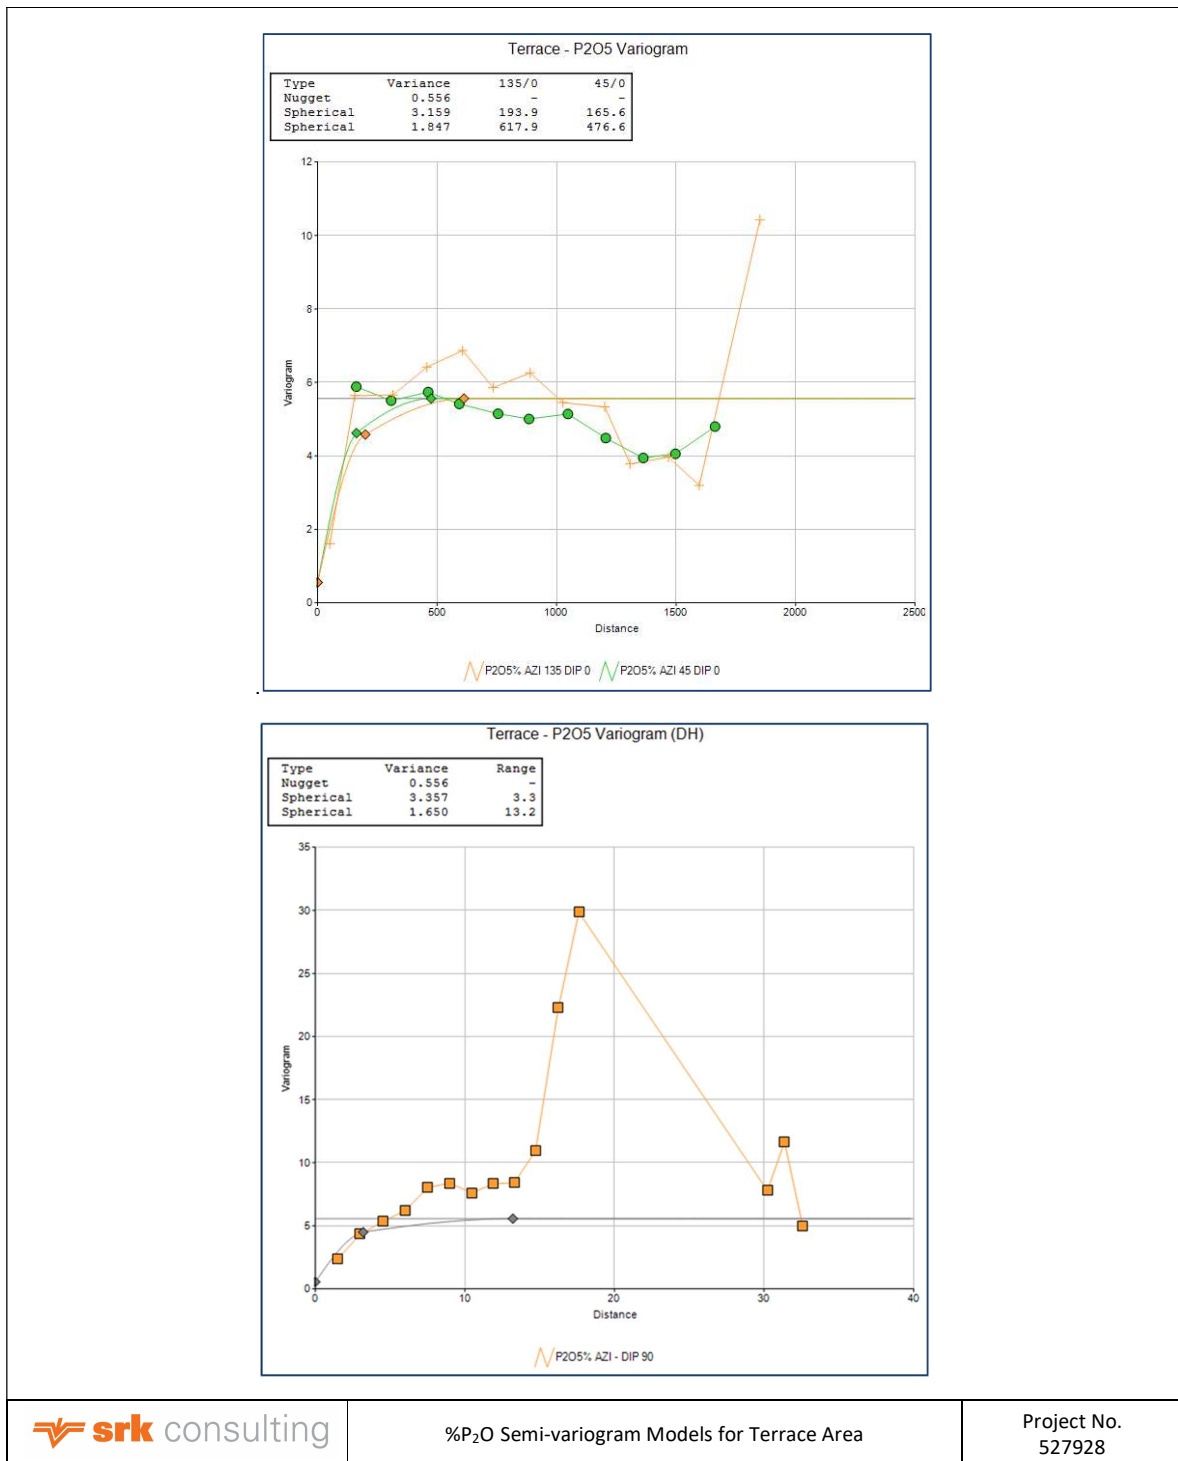 Terrace - P2O5 Variogram
Type Variance 135/0 45/0
Nugget 0.556 - -
Spherical 3.159 193.9 165.6
Spherical 1.847 617.9 476.6
12
10
8
6
4
2
0
Variogram
0 500 1000 1500 2000 2500
Distance
P2O5% AZI 135 DIP 0 P2O5% AZI 45 DIP 0
.
Terrace - P2O5 Variogram (DH)
Type Variance Range
Nugget 0.556 -
Spherical 3.357 3.3
Spherical 1.650 13.2
35
30
25
20
15
10
5
0
Variogram
0 10 20 30 40
Distance
P2O5% AZI - DIP 90
srk consulting
%P₂O Semi-variogram Models for Terrace Area
Project No.
527928